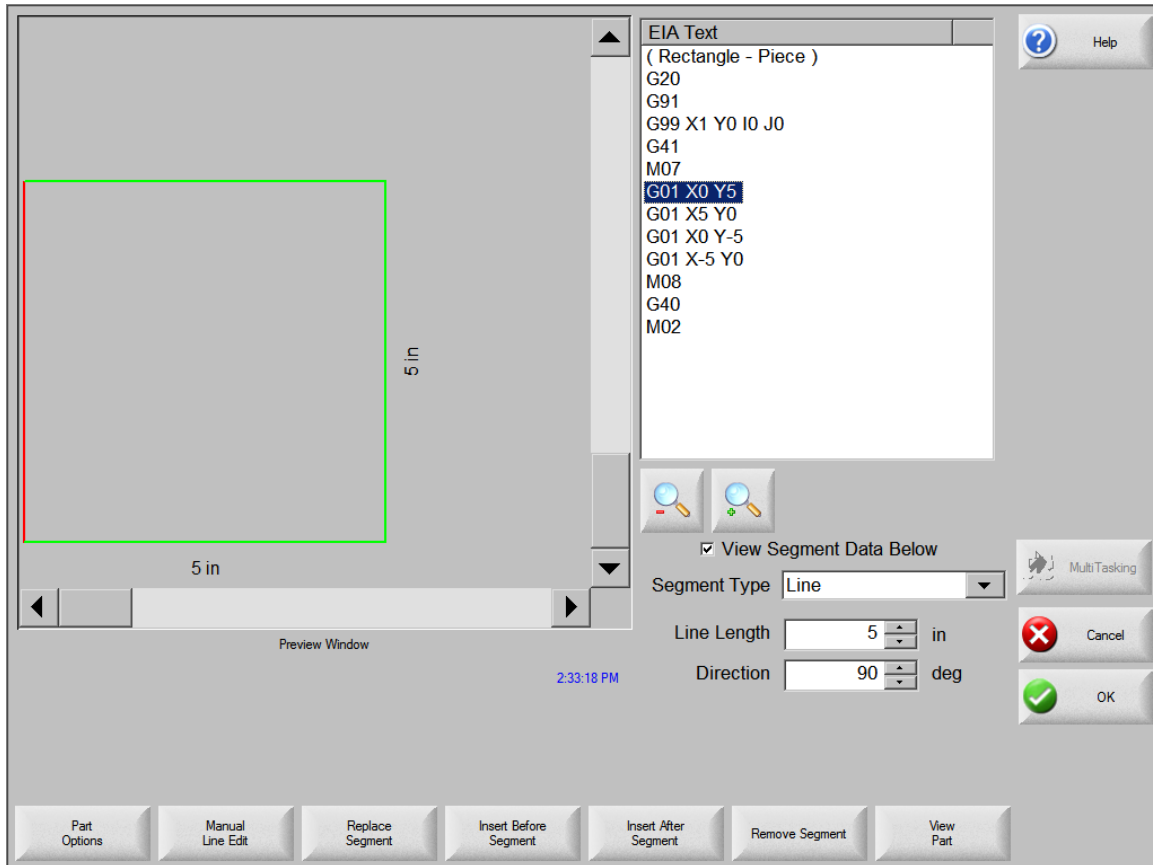 5 in
5 in
Preview Window
2:33:18 PM
EIA Text
( Rectangle - Piece )
G20
G91
G99 X1 Y0 I0 J0
G41
M07
G01 X0 Y5
G01 X5 Y0
G01 X0 Y-5
G01 X-5 Y0
M08
G40
M02
View Segment Data Below
Segment Type Line
Line Length 5 in
Direction 90 deg
Help
MultiTasking
Cancel
OK
Part
Options
Manual
Line Edit
Replace
Segment
Insert Before
Segment
Insert After
Segment
Remove Segment
View
Part